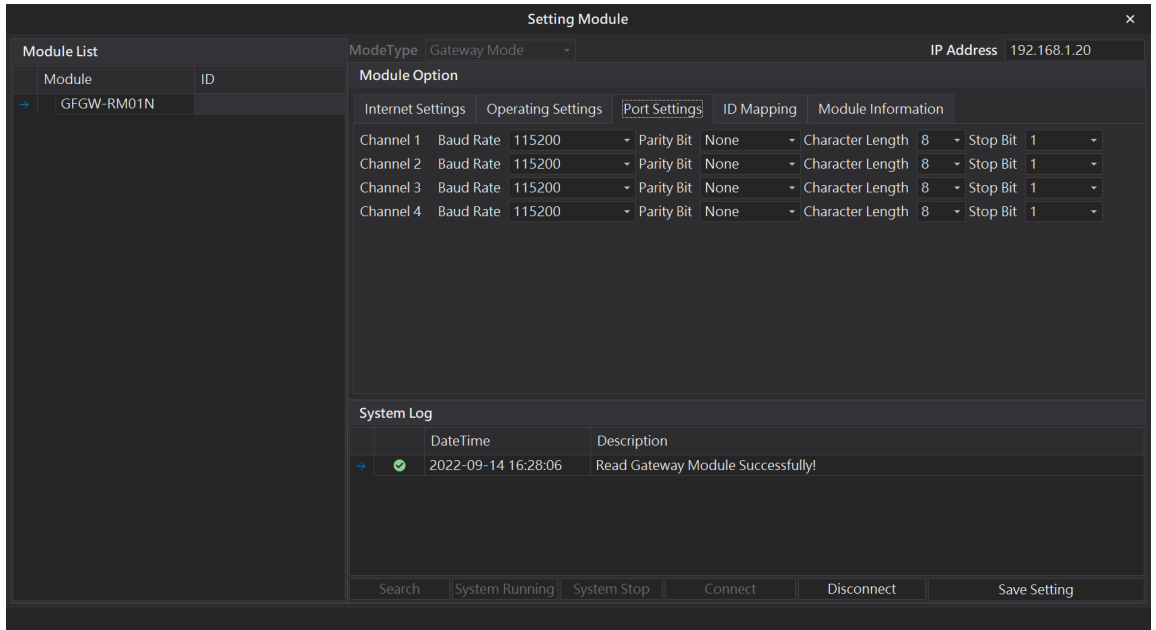 Setting Module ×
Module List
Module ID
GFGW-RM01N
ModeType Gateway Mode IP Address 192.168.1.20
Module Option
Internet Settings Operating Settings Port Settings ID Mapping Module Information
Channel 1 Baud Rate 115200 Parity Bit None Character Length 8 Stop Bit 1
Channel 2 Baud Rate 115200 Parity Bit None Character Length 8 Stop Bit 1
Channel 3 Baud Rate 115200 Parity Bit None Character Length 8 Stop Bit 1
Channel 4 Baud Rate 115200 Parity Bit None Character Length 8 Stop Bit 1
System Log
DateTime Description
2022-09-14 16:28:06 Read Gateway Module Successfully!
Search System Running System Stop Connect Disconnect Save Setting